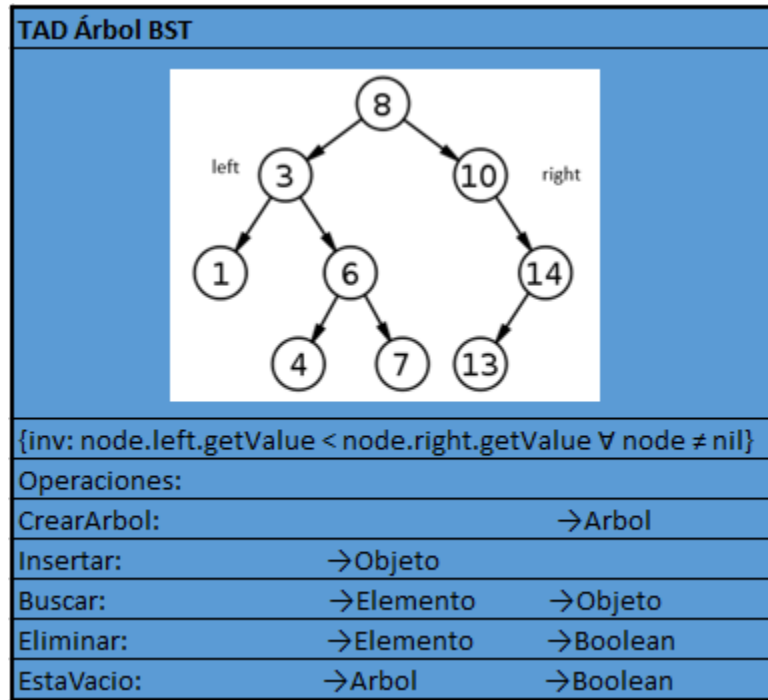 TAD Árbol BST
8
left 3 10 right
1 6 14
4 7 13
{inv: node.left.getValue < node.right.getValue ∀ node ≠ nil}
Operaciones:
CrearArbol: →Arbol
Insertar: →Objeto
Buscar: →Elemento →Objeto
Eliminar: →Elemento →Boolean
EstaVacio: →Arbol →Boolean